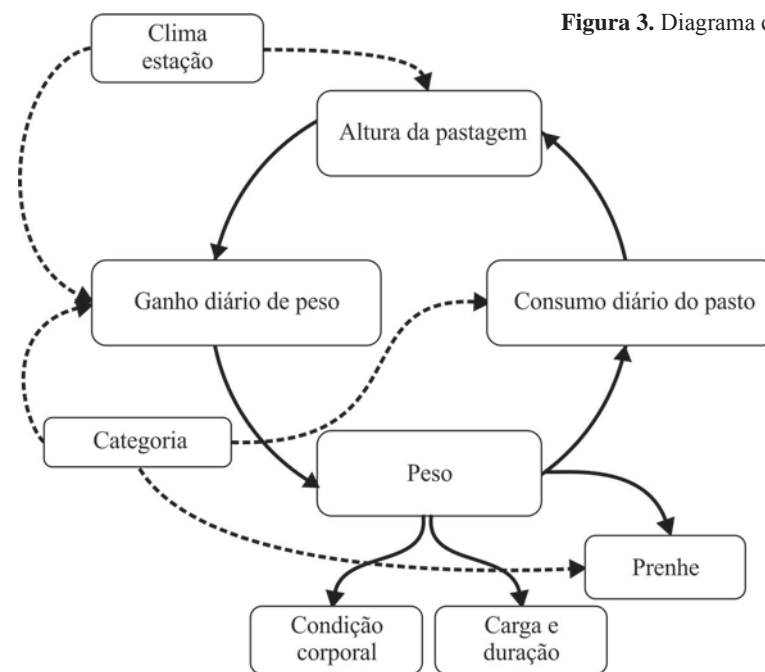 Figura 3. Diagrama
Clima
estação
Altura da pastagem
Ganho diário de peso
Consumo diário do pasto
Categoria
Peso
Prenhe
Condição
corporal
Carga e
duração